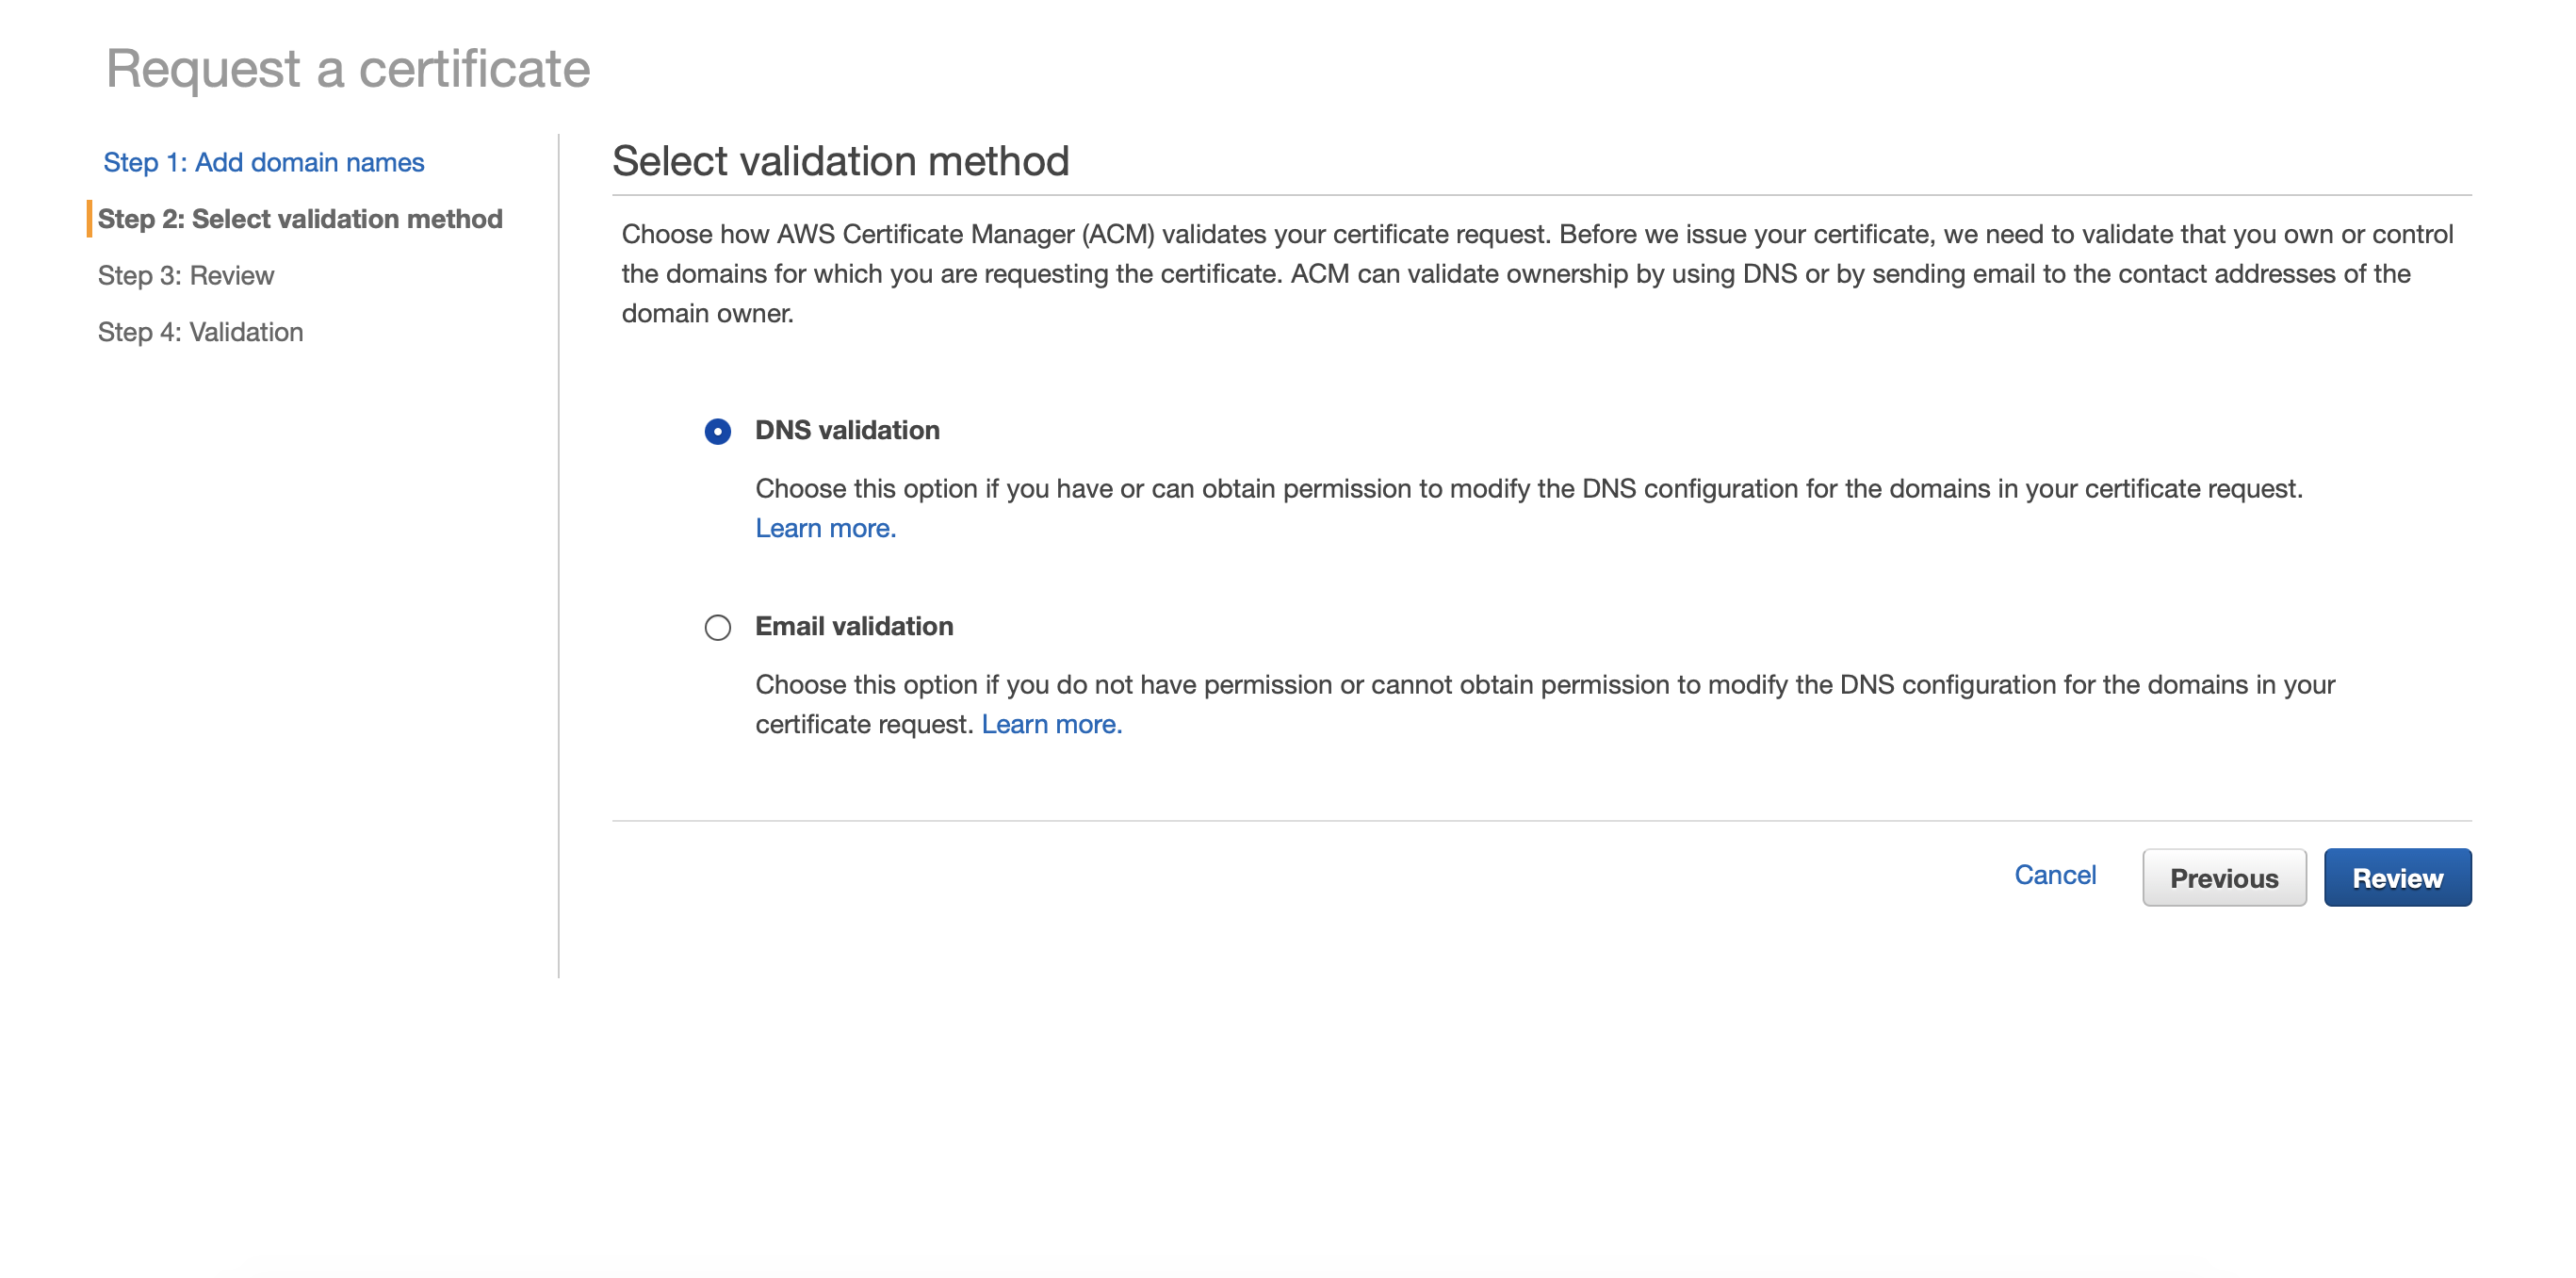 Request a certificate
Step 1: Add domain names
Step 2: Select validation method
Step 3: Review
Step 4: Validation
Select validation method
Choose how AWS Certificate Manager (ACM) validates your certificate request. Before we issue your certificate, we need to validate that you own or control
the domains for which you are requesting the certificate. ACM can validate ownership by using DNS or by sending email to the contact addresses of the
domain owner.
DNS validation
Choose this option if you have or can obtain permission to modify the DNS configuration for the domains in your certificate request.
Learn more.
Email validation
Choose this option if you do not have permission or cannot obtain permission to modify the DNS configuration for the domains in your
certificate request. Learn more.
Cancel Previous Review